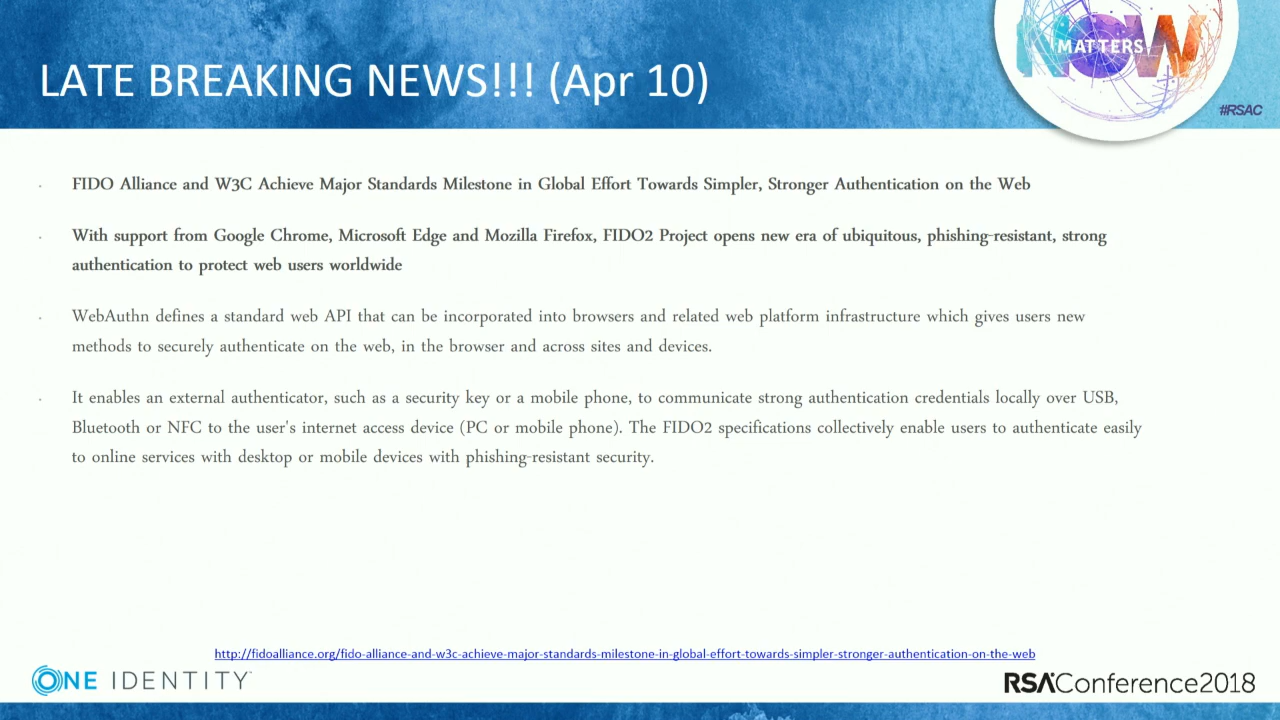 LATE BREAKING NEWS!!! (Apr 10)
NOW
MATTERS
#RSAC
FIDO Alliance and W3C Achieve Major Standards Milestone in Global Effort Towards Simpler, Stronger Authentication on the Web
With support from Google Chrome, Microsoft Edge and Mozilla Firefox, FIDO2 Project opens new era of ubiquitous, phishing-resistant, strong
authentication to protect web users worldwide
WebAuthn defines a standard web API that can be incorporated into browsers and related web platform infrastructure which gives users new
methods to securely authenticate on the web, in the browser and across sites and devices.
It enables an external authenticator, such as a security key or a mobile phone, to communicate strong authentication credentials locally over USB,
Bluetooth or NFC to the user's internet access device (PC or mobile phone). The FIDO2 specifications collectively enable users to authenticate easily
to online services with desktop or mobile devices with phishing-resistant security.
http://fidoalliance.org/fido-alliance-and-w3c-achieve-major-standards-milestone-in-global-effort-towards-simpler-stronger-authentication-on-the-web
ONE IDENTITY
RSAConference2018